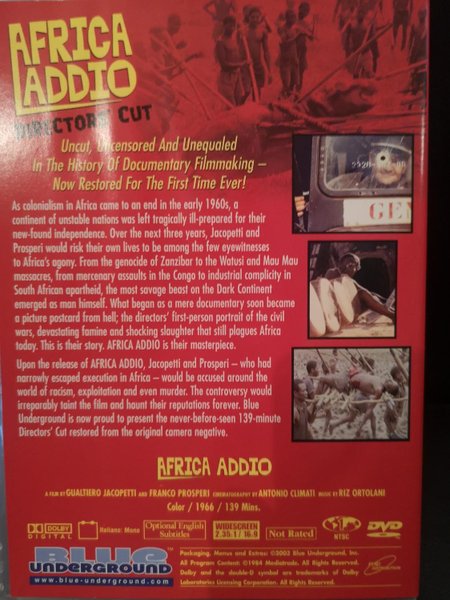 AFRICA
ADDIO
DIRECTORS' CUT
Uncut, Uncensored And Unequaled
In The History Of Documentary Filmmaking –
Now Restored For The First Time Ever!
As colonialism in Africa came to an end in the early 1960s, a
continent of unstable nations was left tragically ill-prepared for their
new-found independence. Over the next three years, Jacopetti and
Prosperi would risk their own lives to be among the few eyewitnesses
to Africa's agony. From the genocide of Zanzibar to the Watusi and Mau Mau
massacres, from mercenary assaults in the Congo to industrial complicity in
South African apartheid, the most savage beast on the Dark Continent
emerged as man himself. What began as a mere documentary soon became
a picture postcard from hell; the directors' first-person portrait of the civil
wars, devastating famine and shocking slaughter that still plagues Africa
today. This is their story. AFRICA ADDIO is their masterpiece.
Upon the release of AFRICA ADDIO, Jacopetti and Prosperi – who had
narrowly escaped execution in Africa – would be accused around the
world of racism, exploitation and even murder. The controversy would
irreparably taint the film and haunt their reputations forever. Blue
Underground is now proud to present the never-before-seen 139-minute
Directors' Cut restored from the original camera negative.
GEN
AFRICA ADDIO
A FILM BY GUALTIERO JACOPETTI AND FRANCO PROSPERI CINEMATOGRAPHY BY ANTONIO CLIMATI MUSIC BY RIZ ORTOLANI
Color / 1966 / 139 Mins.
DOLBY
DIGITAL
Italiano: Mono
Optional English
Subtitles
WIDESCREEN
2.35:1 / 16:9
Not Rated
NTSC
DVD
VIDEO
BLUE
UNDERGROUND
TM
www.blue-underground.com
Packaging, Menus and Extras: ©2003 Blue Underground, Inc.
All Program Content: ©1984 Mediatrade. All Rights Reserved.
Dolby and the double-D symbol are trademarks of Dolby
Laboratories Licensing Corporation. All Rights Reserved.